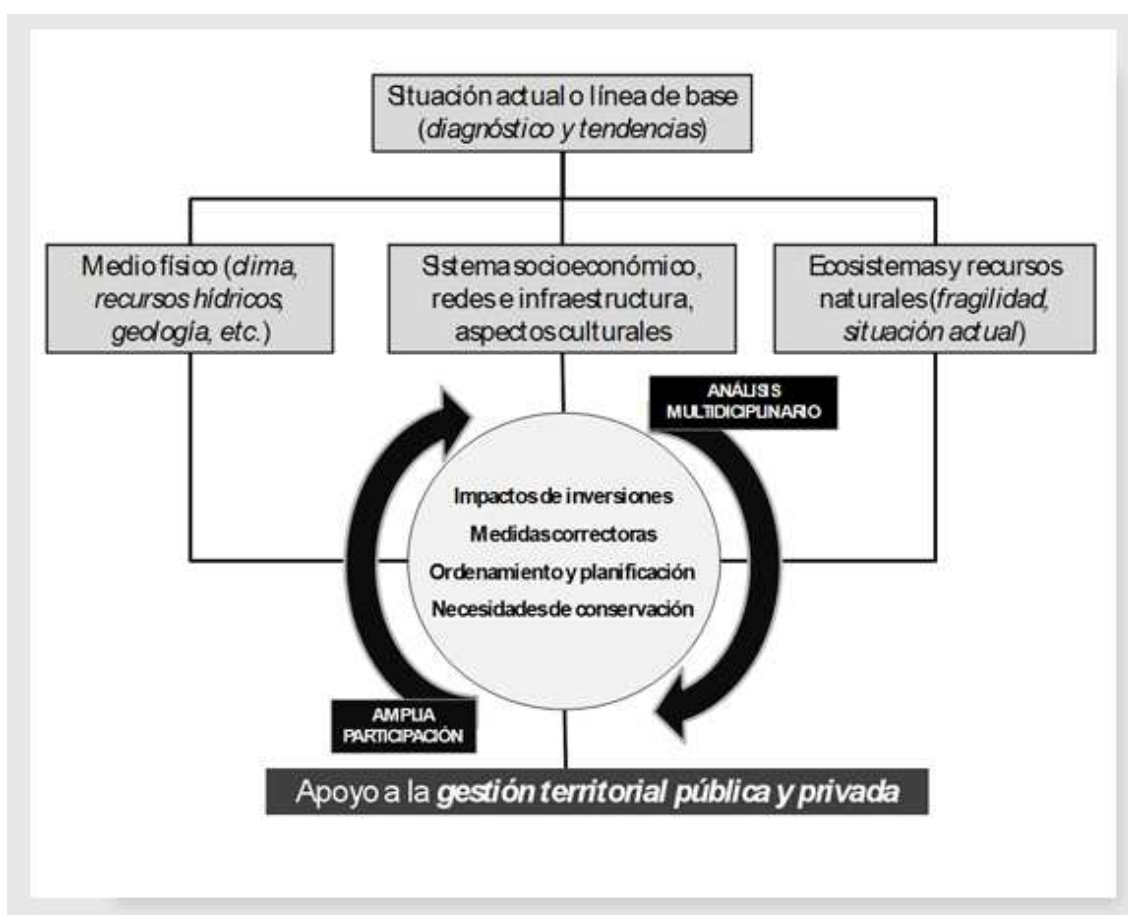 Situación actual o línea de base
(diagnóstico y tendencias)
Medio físico (clima,
recursos hídricos,
geología, etc.)
Sistema socioeconómico,
redes e infraestructura,
aspectos culturales
Ecosistemas y recursos
naturales (fragilidad,
situación actual)
ANÁLISIS
MULTIDICIPLINARIO
Impactos de inversiones
Medidas correctoras
Ordenamiento y planificación
Necesidades de conservación
AMPLIA
PARTICIPACIÓN
Apoyo a la gestión territorial pública y privada